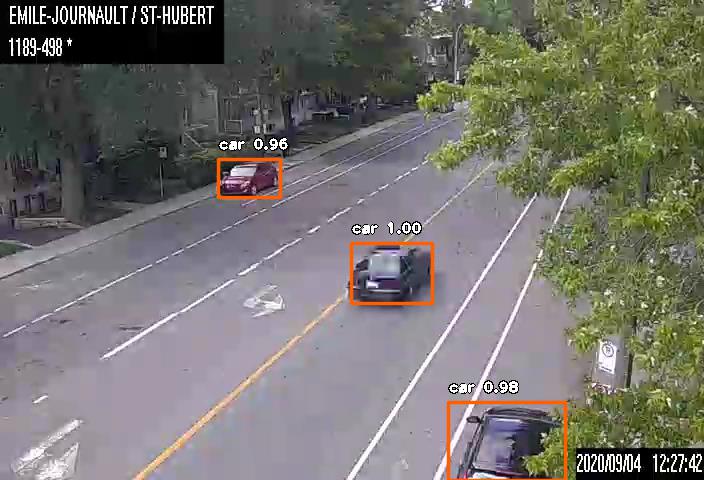 EMILE-JOURNAULT / ST-HUBERT
1189-498 *
car 0.96
car 1.00
car 0.98
2020/09/04 12:27:42